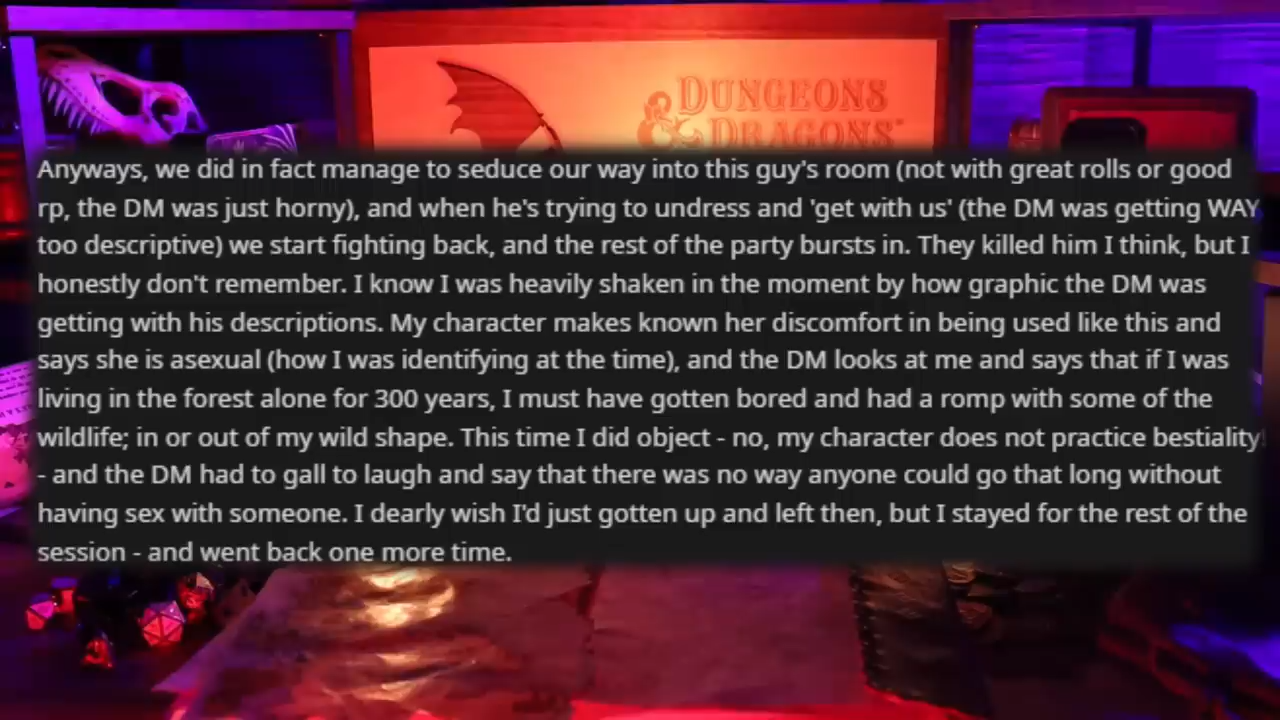 DUNGEONS
& DRAGONS
Anyways, we did in fact manage to seduce our way into this guy's room (not with great rolls or good
rp, the DM was just horny), and when he's trying to undress and 'get with us' (the DM was getting WAY
too descriptive) we start fighting back, and the rest of the party bursts in. They killed him I think, but I
honestly don't remember. I know I was heavily shaken in the moment by how graphic the DM was
getting with his descriptions. My character makes known her discomfort in being used like this and
says she is asexual (how I was identifying at the time), and the DM looks at me and says that if I was
living in the forest alone for 300 years, I must have gotten bored and had a romp with some of the
wildlife; in or out of my wild shape. This time I did object - no, my character does not practice bestiality!
- and the DM had to gall to laugh and say that there was no way anyone could go that long without
having sex with someone. I dearly wish I'd just gotten up and left then, but I stayed for the rest of the
session - and went back one more time.